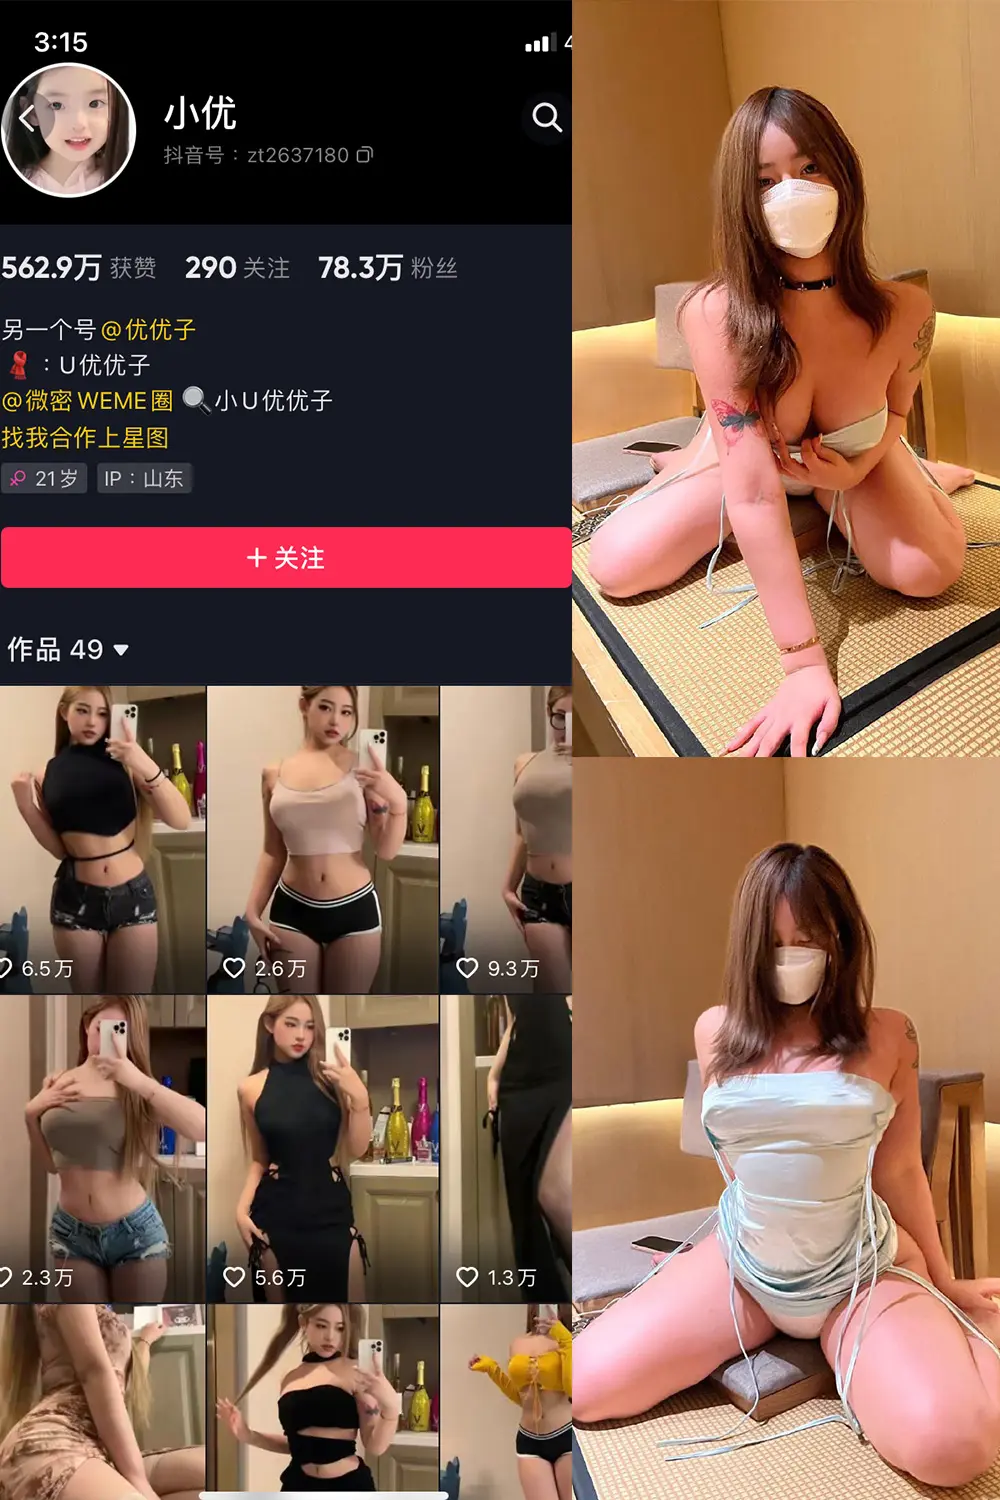 3:15
小优
抖音号：zt2637180
562.9万 获赞 290 关注 78.3万 粉丝
另一个号@优优子
：U优优子
@微密WEME圈 小U优优子
找我合作上星图
21岁 IP：山东
关注
作品 49
6.5万 2.6万 9.3万
2.3万 5.6万 1.3万